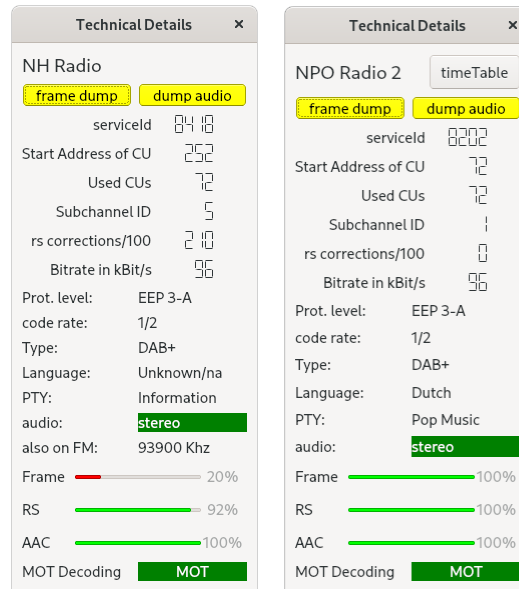 Technical Details ×
NH Radio
frame dump dump audio
serviceId 8418
Start Address of CU 252
Used CUs 72
Subchannel ID 5
rs corrections/100 210
Bitrate in kBit/s 96
Prot. level: EEP 3-A
code rate: 1/2
Type: DAB+
Language: Unknown/na
PTY: Information
audio: stereo
also on FM: 93900 Khz
Frame 20%
RS 92%
AAC 100%
MOT Decoding MOT
Technical Details ×
NPO Radio 2 timeTable
frame dump dump audio
serviceId 8202
Start Address of CU 72
Used CUs 72
Subchannel ID 1
rs corrections/100 0
Bitrate in kBit/s 96
Prot. level: EEP 3-A
code rate: 1/2
Type: DAB+
Language: Dutch
PTY: Pop Music
audio: stereo
Frame 100%
RS 100%
AAC 100%
MOT Decoding MOT